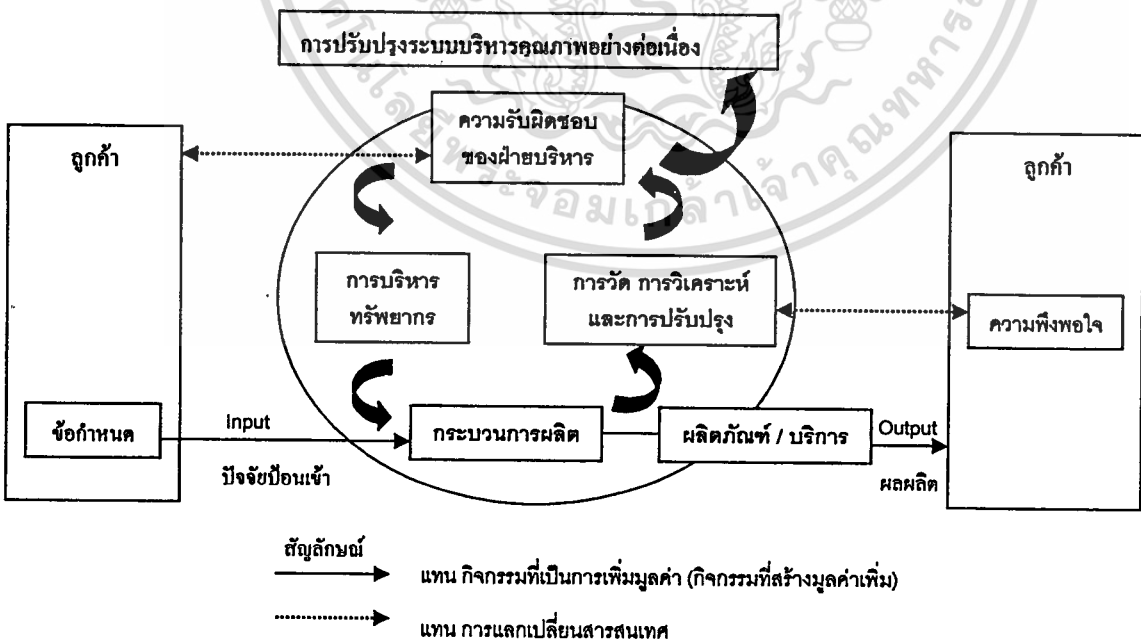 การปรับปรุงระบบบริหารคุณภาพอย่างต่อเนื่อง
ความรับผิดชอบ
ของฝ่ายบริหาร
ลูกค้า
ลูกค้า
การบริหาร
ทรัพยากร
การวัด การวิเคราะห์
และการปรับปรุง
ความพึงพอใจ
ข้อกำหนด
Input
ปัจจัยป้อนเข้า
กระบวนการผลิต
ผลิตภัณฑ์ / บริการ
Output
ผลผลิต
สัญลักษณ์
แทน กิจกรรมที่เป็นการเพิ่มมูลค่า (กิจกรรมที่สร้างมูลค่าเพิ่ม)
แทน การแลกเปลี่ยนสารสนเทศ